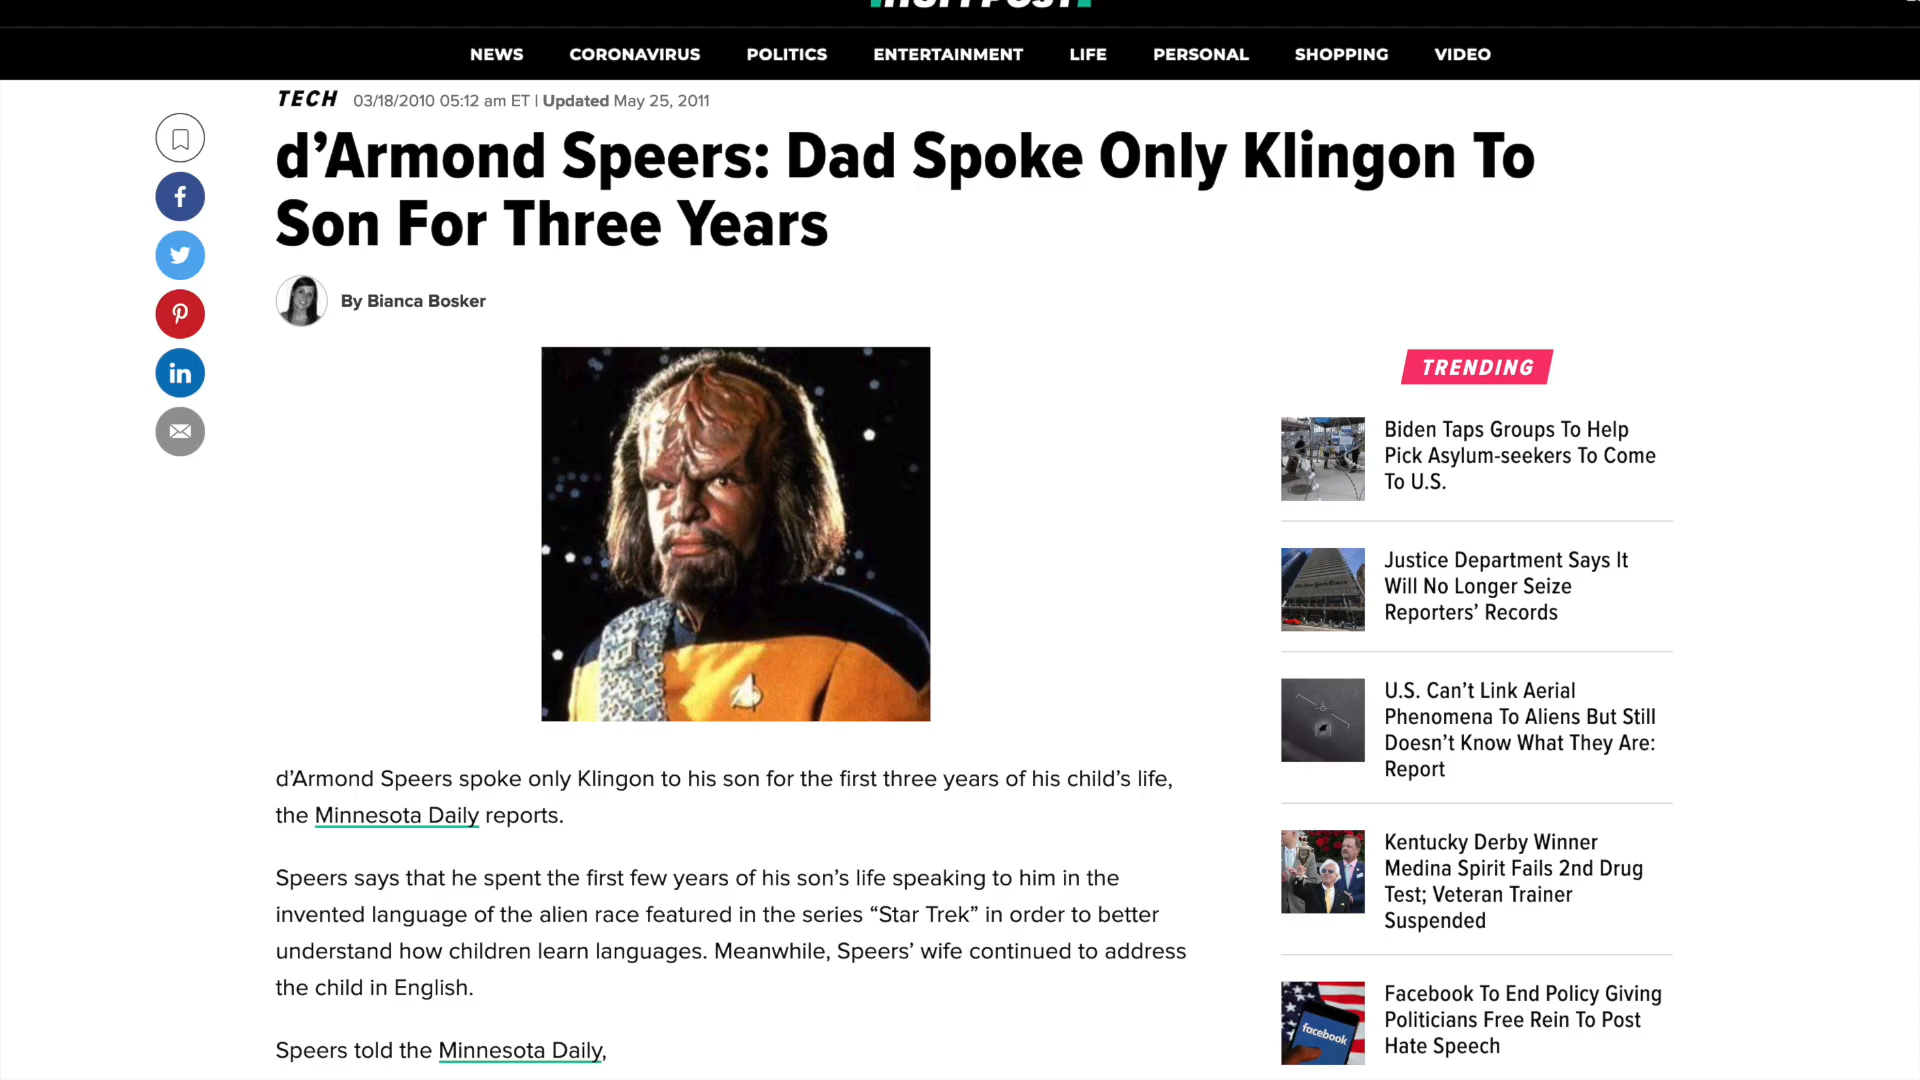 HUFFPOST
NEWS CORONAVIRUS POLITICS ENTERTAINMENT LIFE PERSONAL SHOPPING VIDEO
TECH 03/18/2010 05:12 am ET | Updated May 25, 2011
d’Armond Speers: Dad Spoke Only Klingon To
Son For Three Years
By Bianca Bosker
d’Armond Speers spoke only Klingon to his son for the first three years of his child’s life,
the Minnesota Daily reports.
Speers says that he spent the first few years of his son’s life speaking to him in the
invented language of the alien race featured in the series “Star Trek” in order to better
understand how children learn languages. Meanwhile, Speers’ wife continued to address
the child in English.
Speers told the Minnesota Daily,
TRENDING
Biden Taps Groups To Help
Pick Asylum-seekers To Come
To U.S.
Justice Department Says It
Will No Longer Seize
Reporters’ Records
U.S. Can’t Link Aerial
Phenomena To Aliens But Still
Doesn’t Know What They Are:
Report
Kentucky Derby Winner
Medina Spirit Fails 2nd Drug
Test; Veteran Trainer
Suspended
facebook
Facebook To End Policy Giving
Politicians Free Rein To Post
Hate Speech